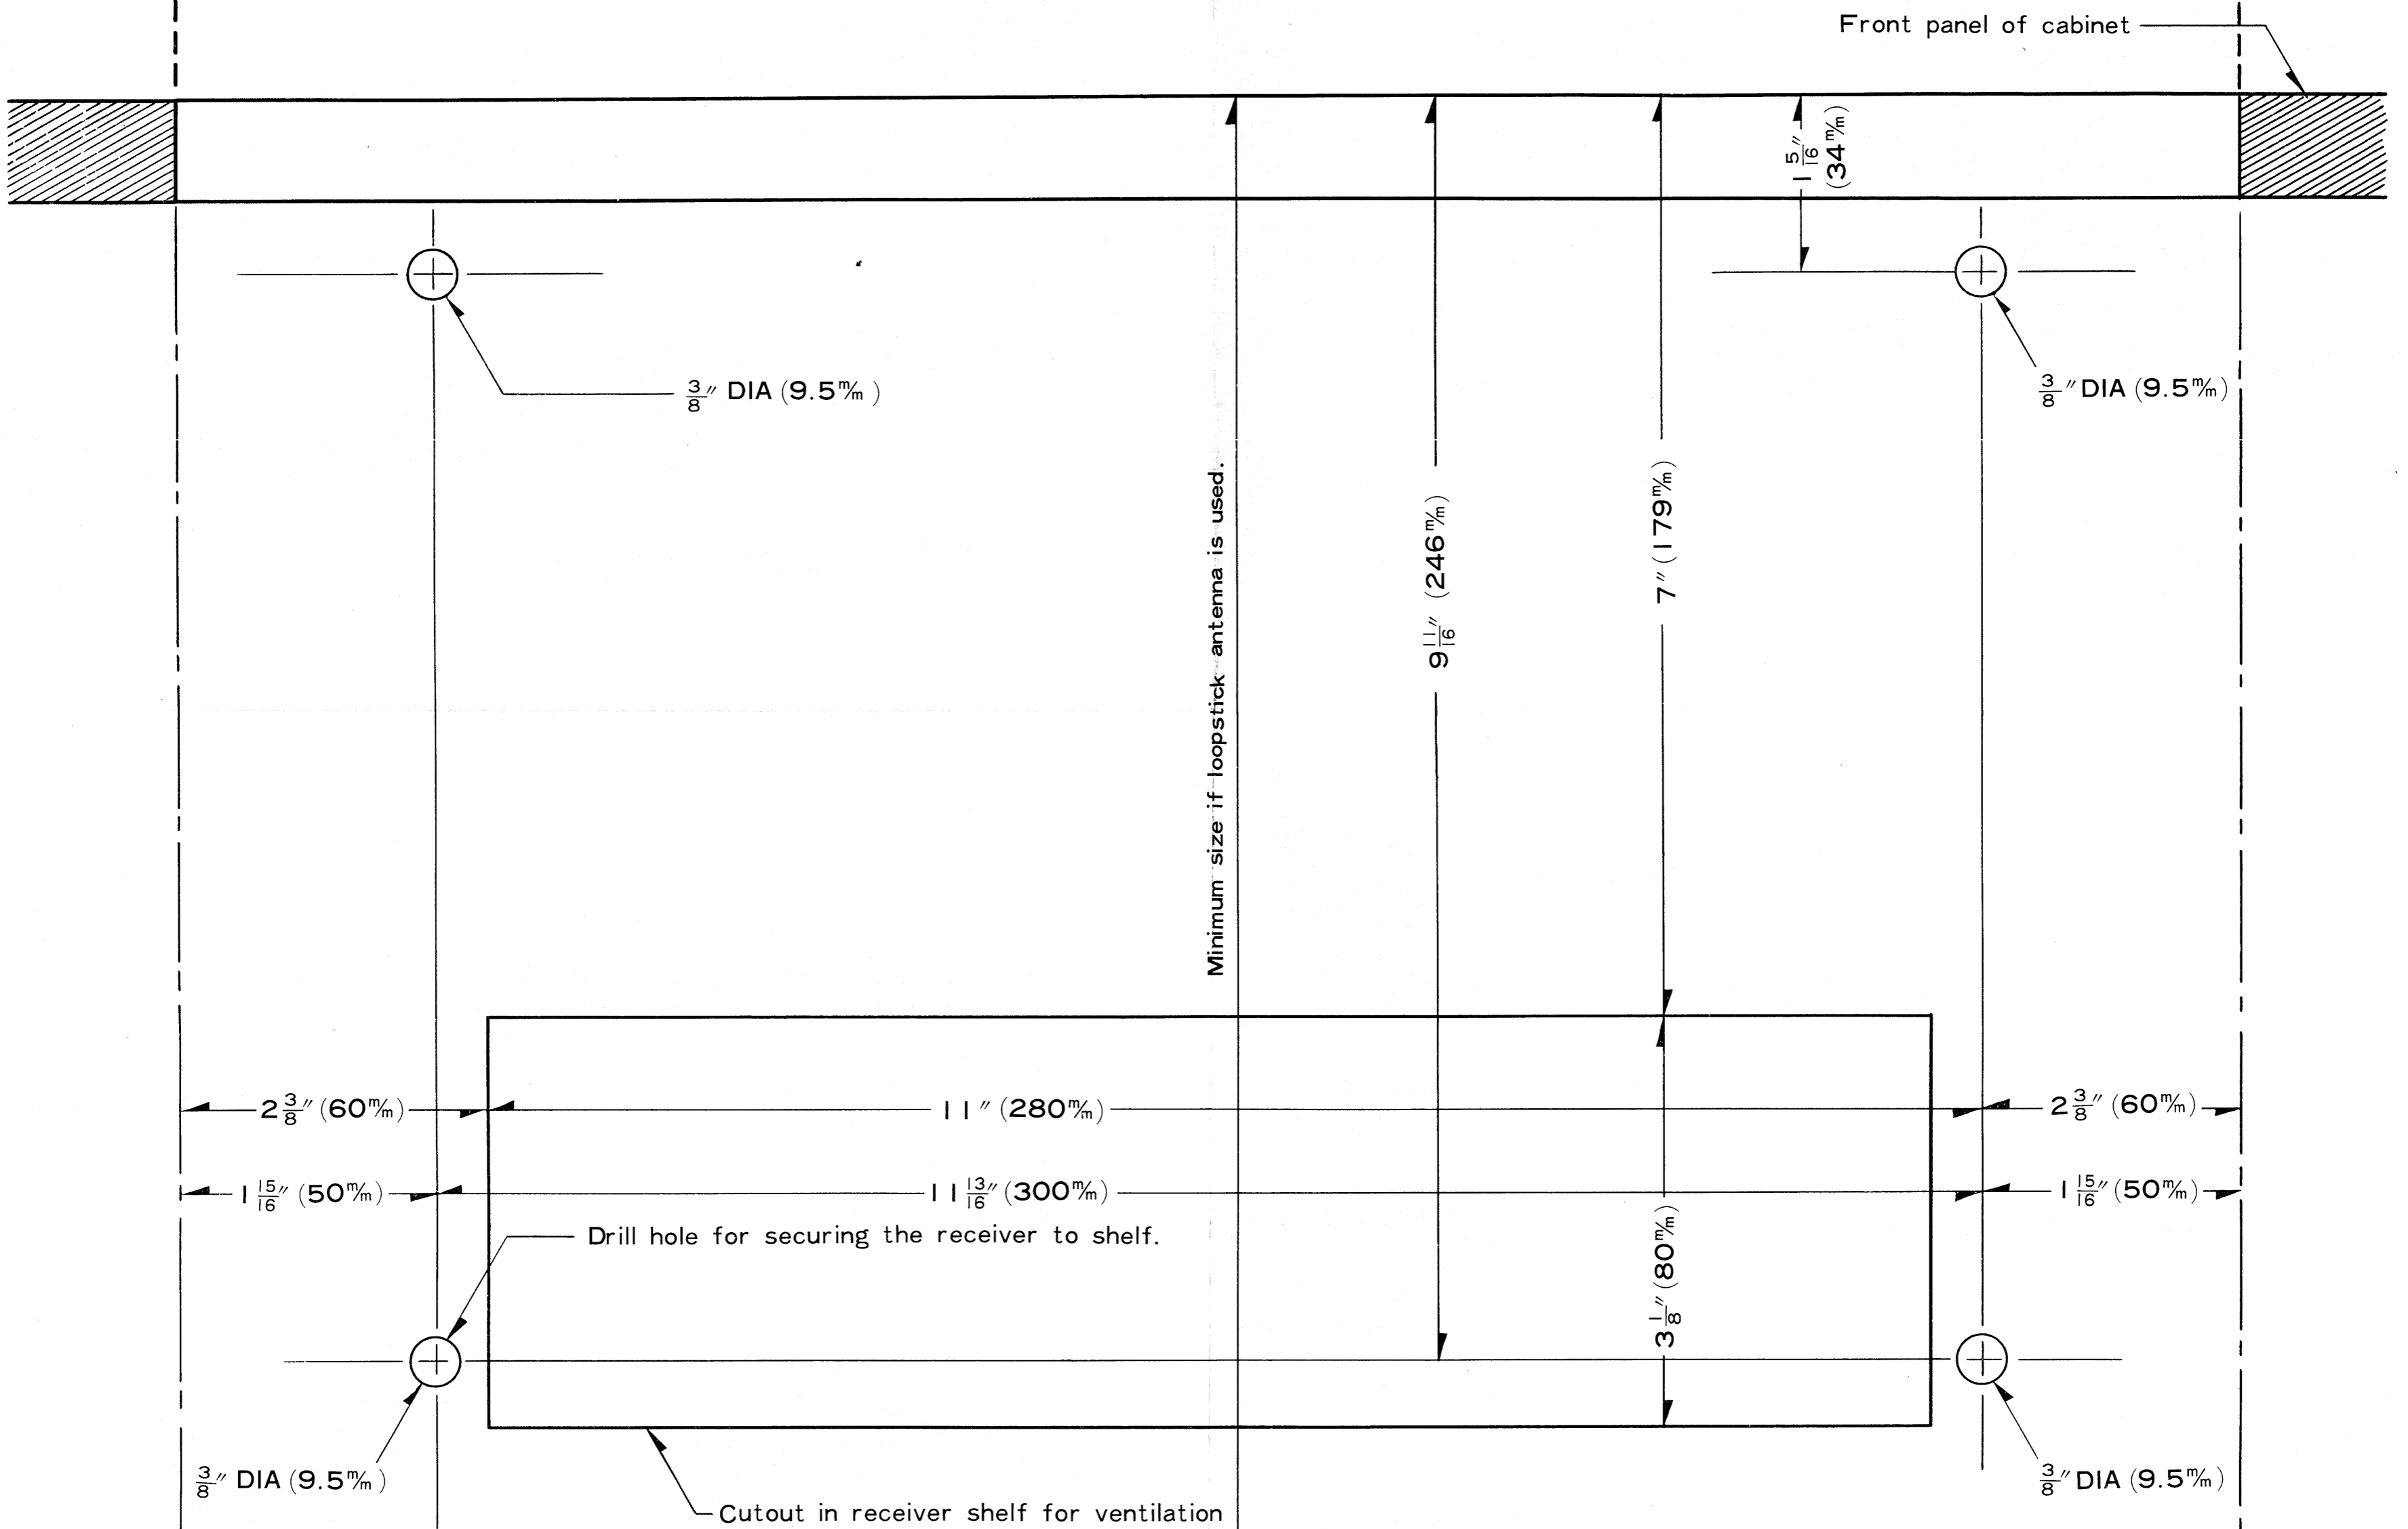 Front panel of cabinet
1 5/16″
(34 m/m)
3/8″ DIA (9.5 m/m)
3/8″ DIA (9.5 m/m)
Minimum size if loopstick antenna is used.
9 11/16″ (246 m/m)
7″ (179 m/m)
2 3/8″ (60 m/m)
11″ (280 m/m)
2 3/8″ (60 m/m)
1 15/16″ (50 m/m)
11 13/16″ (300 m/m)
1 15/16″ (50 m/m)
Drill hole for securing the receiver to shelf.
3 1/8″ (80 m/m)
3/8″ DIA (9.5 m/m)
3/8″ DIA (9.5 m/m)
Cutout in receiver shelf for ventilation